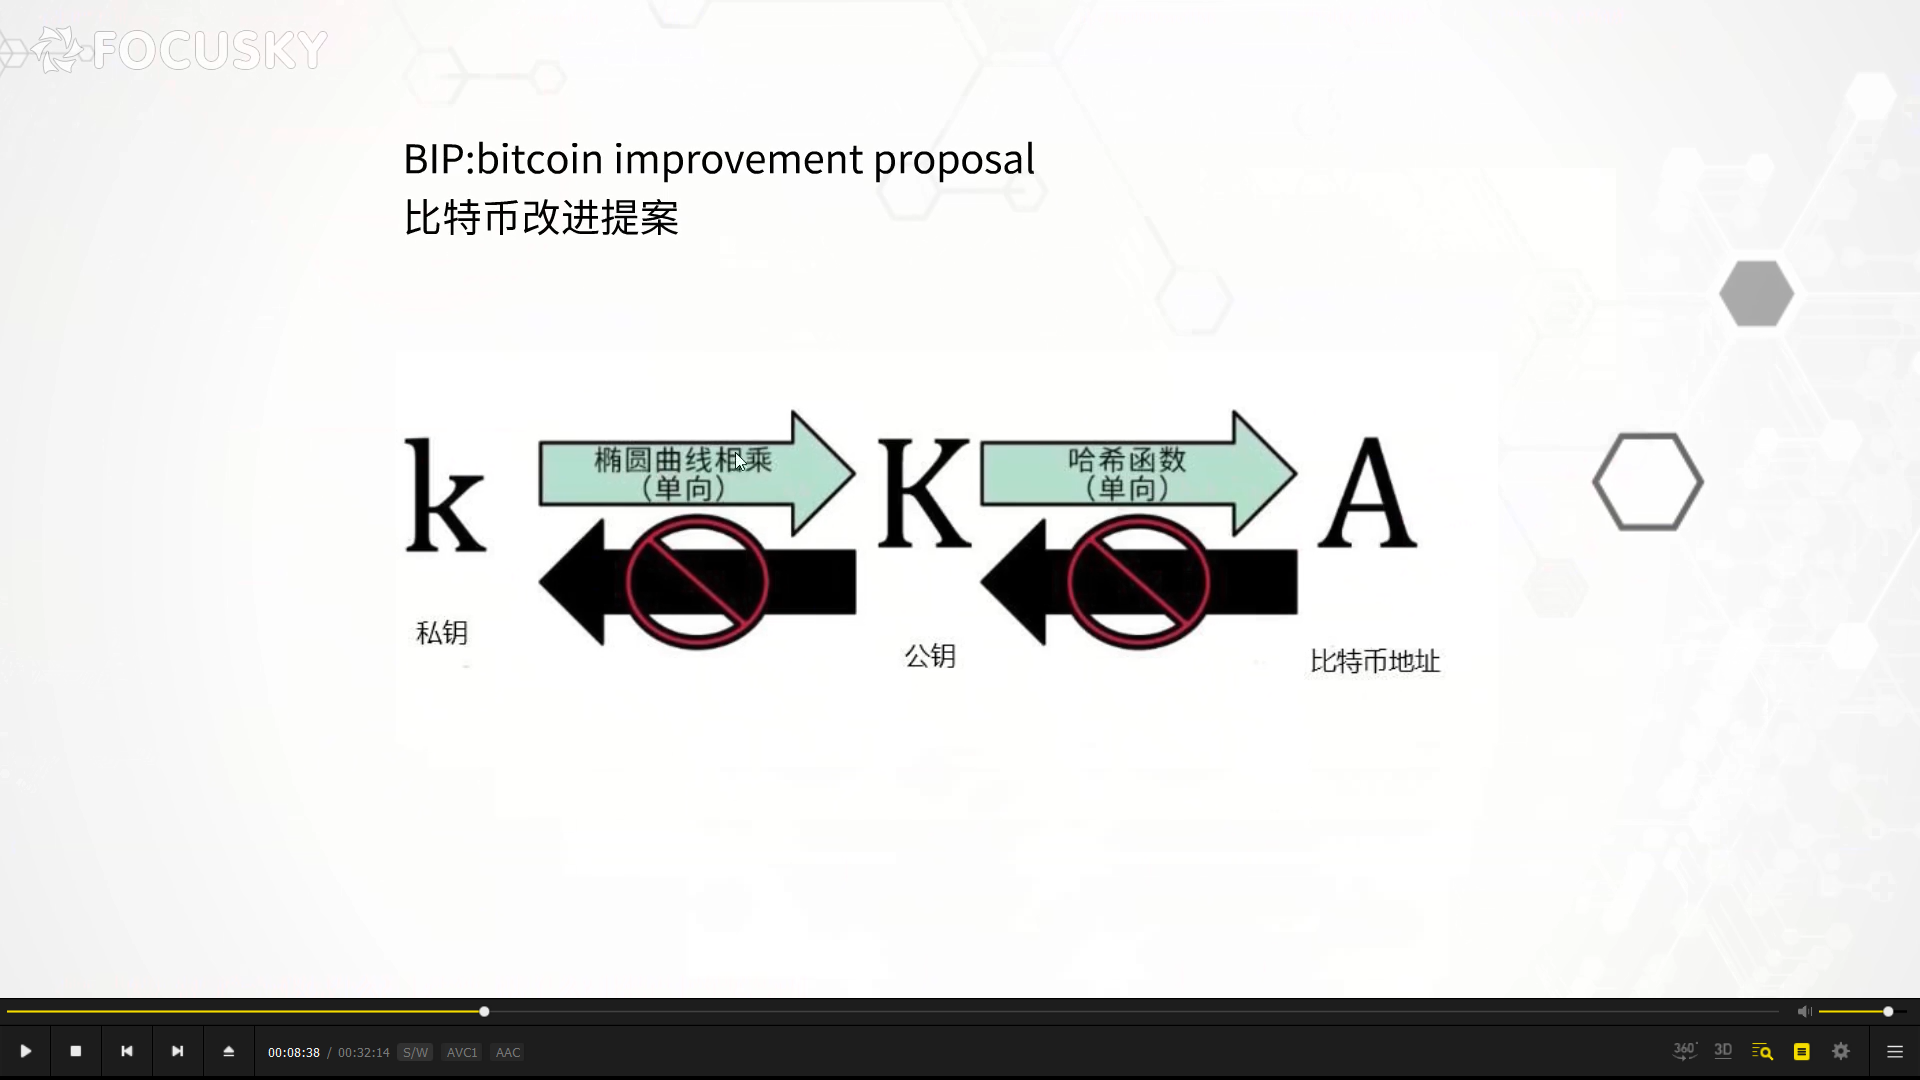 FOCUSKY
BIP:bitcoin improvement proposal
比特币改进提案
k
椭圆曲线相乘
（单向）
K
哈希函数
（单向）
A
私钥
公钥
比特币地址
00:08:38 / 00:32:14 S/W AVC1 AAC
360°
3D